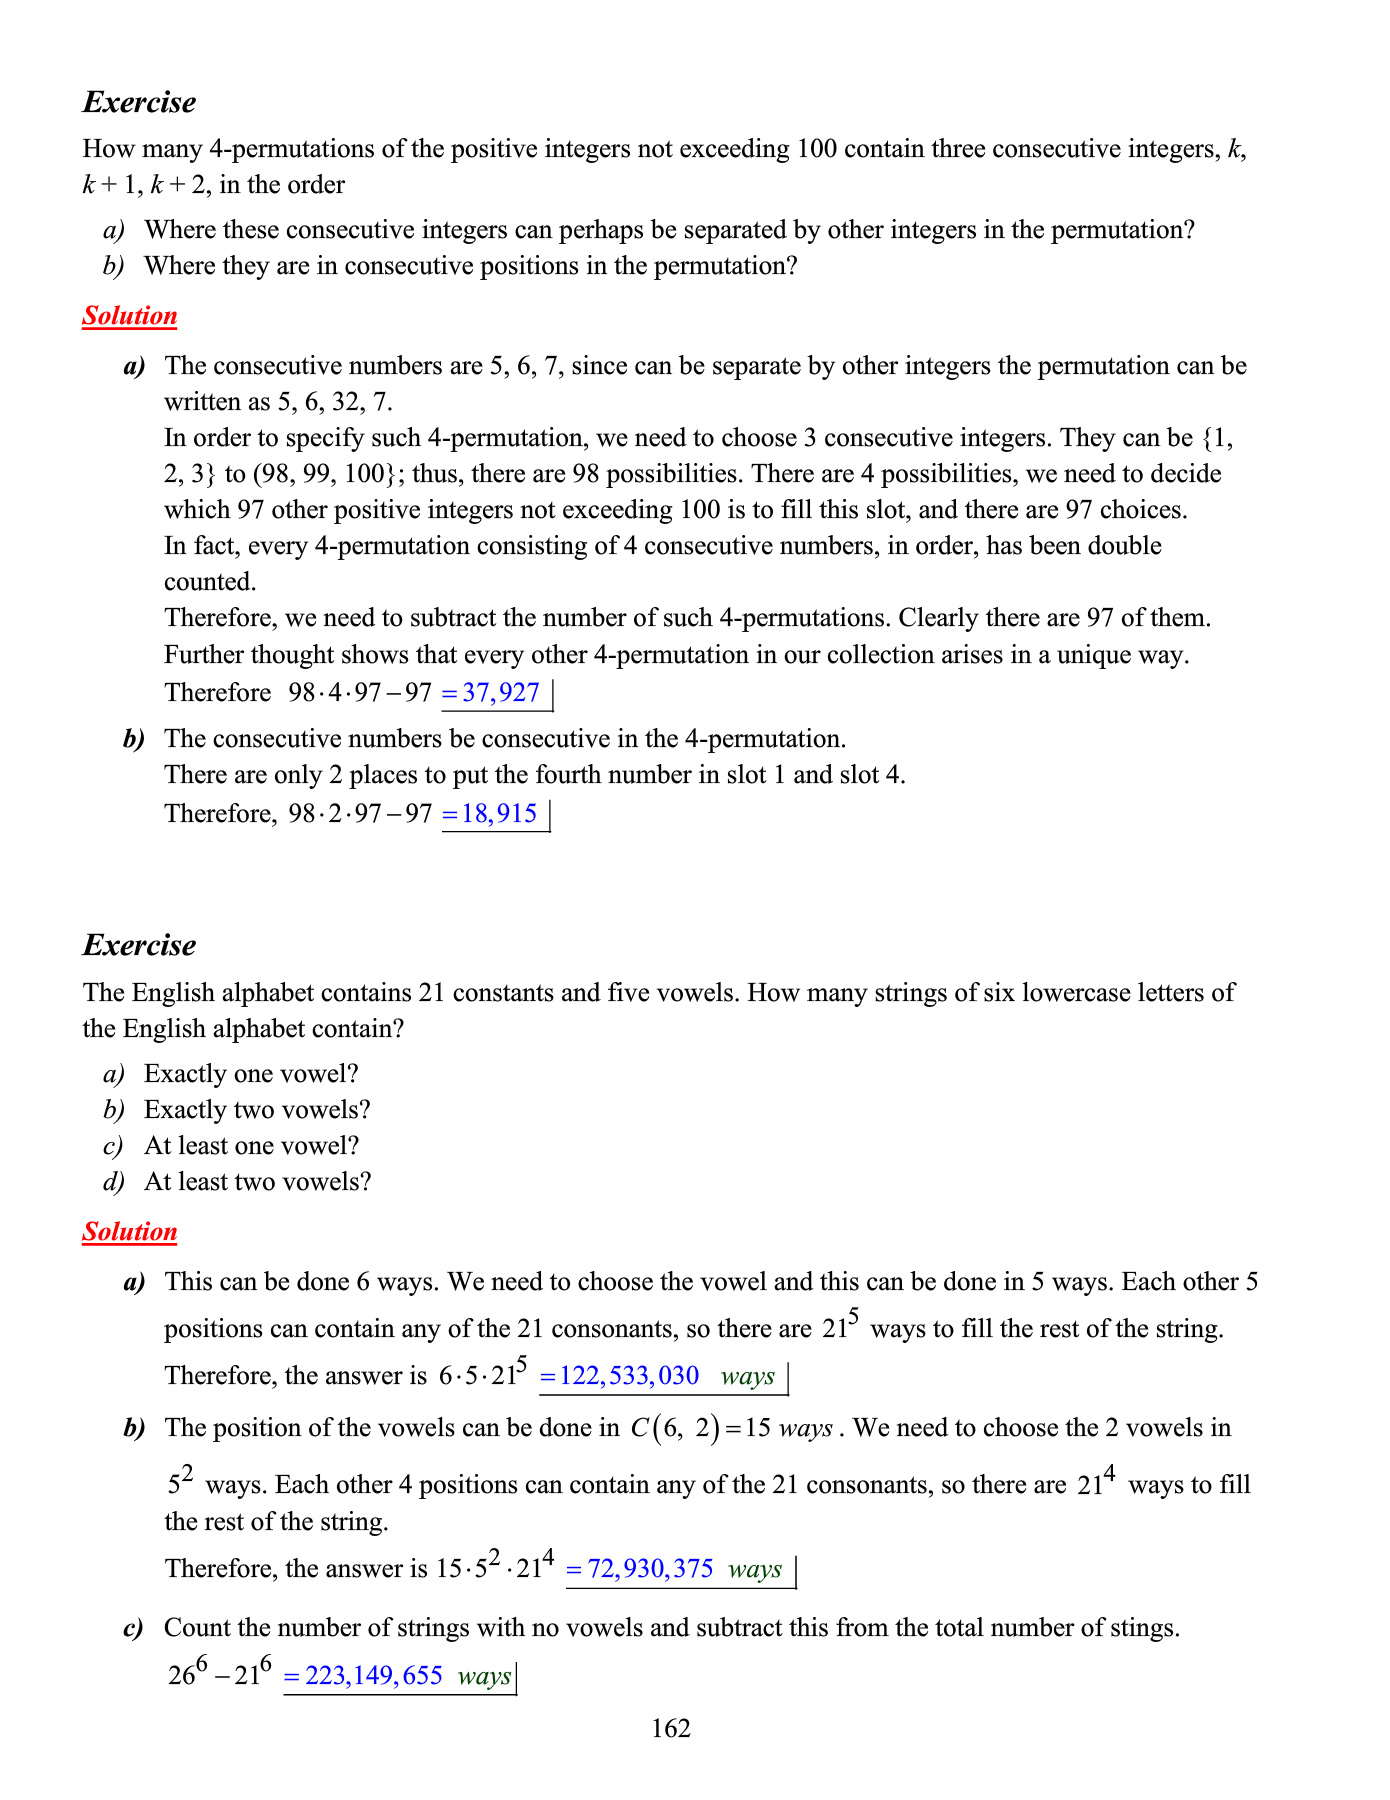 Exercise
How many 4-permutations of the positive integers not exceeding 100 contain three consecutive integers, k,
k + 1, k + 2, in the order
a) Where these consecutive integers can perhaps be separated by other integers in the permutation?
b) Where they are in consecutive positions in the permutation?
Solution
a) The consecutive numbers are 5, 6, 7, since can be separate by other integers the permutation can be
written as 5, 6, 32, 7.
In order to specify such 4-permutation, we need to choose 3 consecutive integers. They can be {1,
2, 3} to (98, 99, 100}; thus, there are 98 possibilities. There are 4 possibilities, we need to decide
which 97 other positive integers not exceeding 100 is to fill this slot, and there are 97 choices.
In fact, every 4-permutation consisting of 4 consecutive numbers, in order, has been double
counted.
Therefore, we need to subtract the number of such 4-permutations. Clearly there are 97 of them.
Further thought shows that every other 4-permutation in our collection arises in a unique way.
Therefore 98·4·97−97 = 37,927
b) The consecutive numbers be consecutive in the 4-permutation.
There are only 2 places to put the fourth number in slot 1 and slot 4.
Therefore, 98·2·97−97 = 18,915
Exercise
The English alphabet contains 21 constants and five vowels. How many strings of six lowercase letters of
the English alphabet contain?
a) Exactly one vowel?
b) Exactly two vowels?
c) At least one vowel?
d) At least two vowels?
Solution
a) This can be done 6 ways. We need to choose the vowel and this can be done in 5 ways. Each other 5
positions can contain any of the 21 consonants, so there are 21^5 ways to fill the rest of the string.
Therefore, the answer is 6·5·21^5 = 122,533,030 ways
b) The position of the vowels can be done in C(6, 2) = 15 ways. We need to choose the 2 vowels in
5^2 ways. Each other 4 positions can contain any of the 21 consonants, so there are 21^4 ways to fill
the rest of the string.
Therefore, the answer is 15·5^2·21^4 = 72,930,375 ways
c) Count the number of strings with no vowels and subtract this from the total number of stings.
26^6 − 21^6 = 223,149,655 ways
162